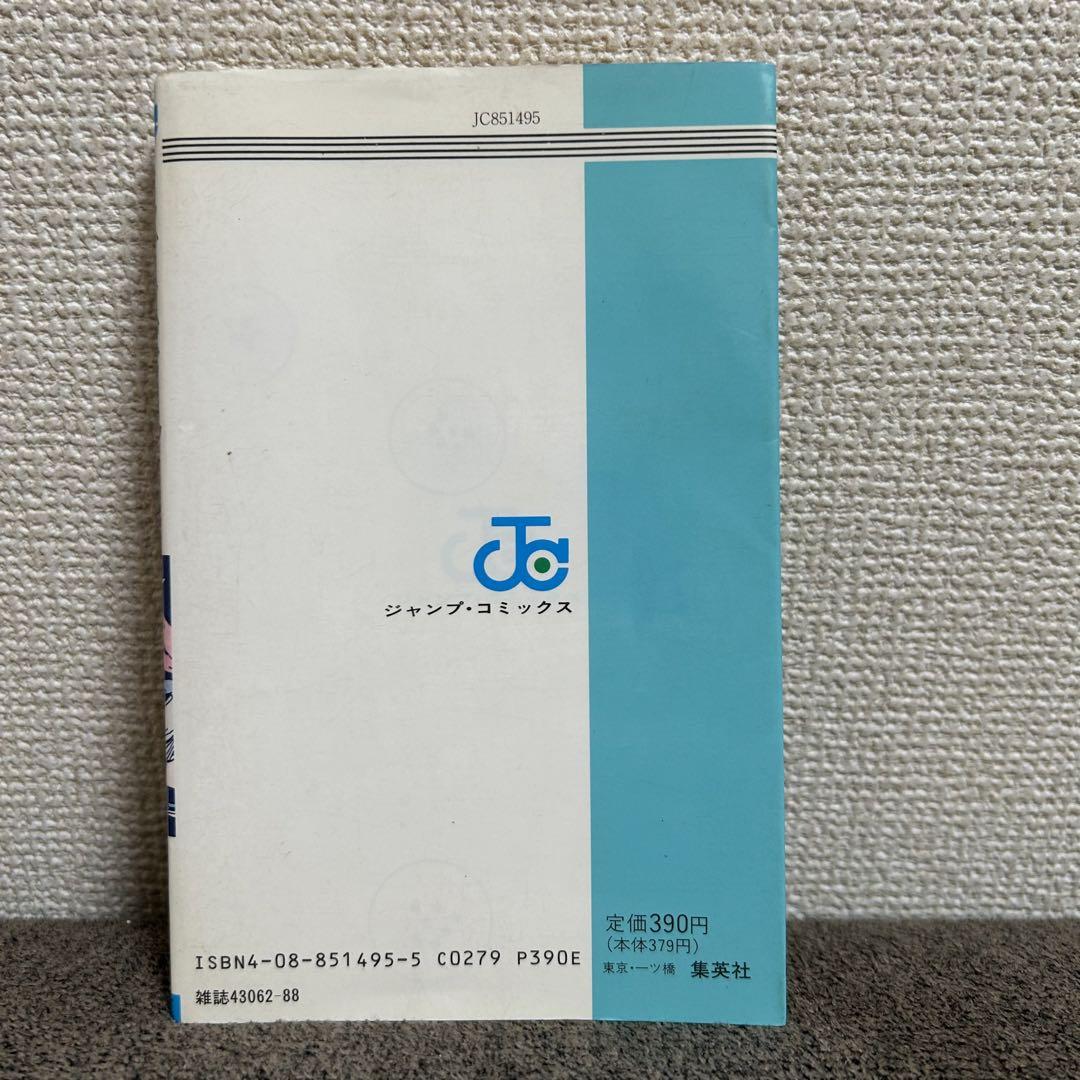 JC851495
JC
ジャンプ・コミックス
ISBN4-08-851495-5 C0279 P390E
雑誌43062-88
定価390円
(本体379円)
東京・一ツ橋 集英社